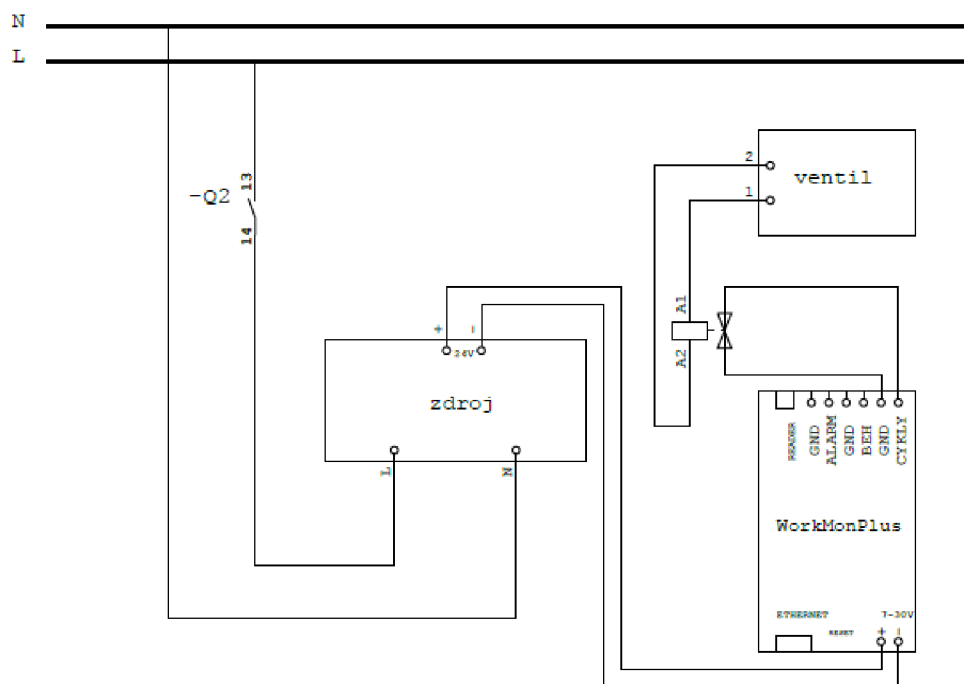 N
L
2
ventil
1
13
-Q2
14
A1
A2
+
-
24V
zdroj
L
N
READER
GND
ALARM
GND
BEH
GND
CYKLY
WorkMonPlus
ETHERNET
7-30V
RESET
+
-